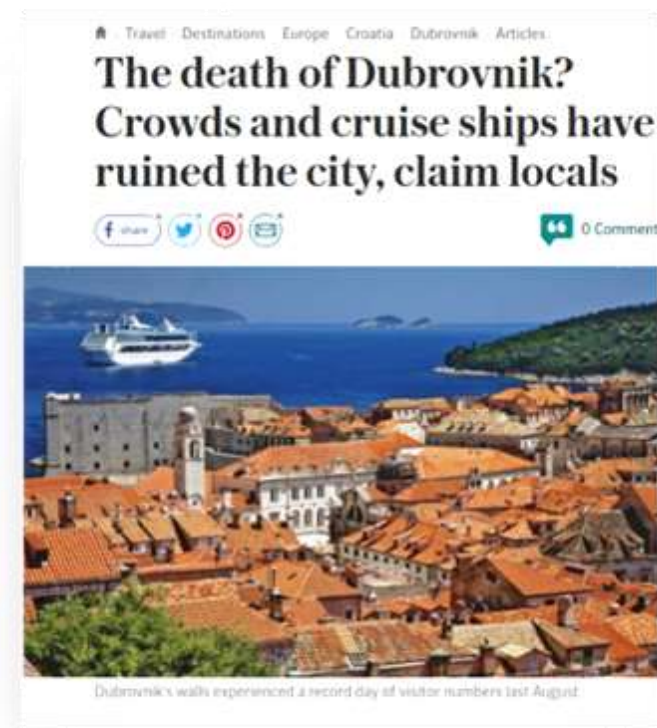 Travel Destinations Europe Croatia Dubrovnik Articles
The death of Dubrovnik?
Crowds and cruise ships have
ruined the city, claim locals
f share
0 Comment
Dubrovnik's walls experienced a record day of visitor numbers last August